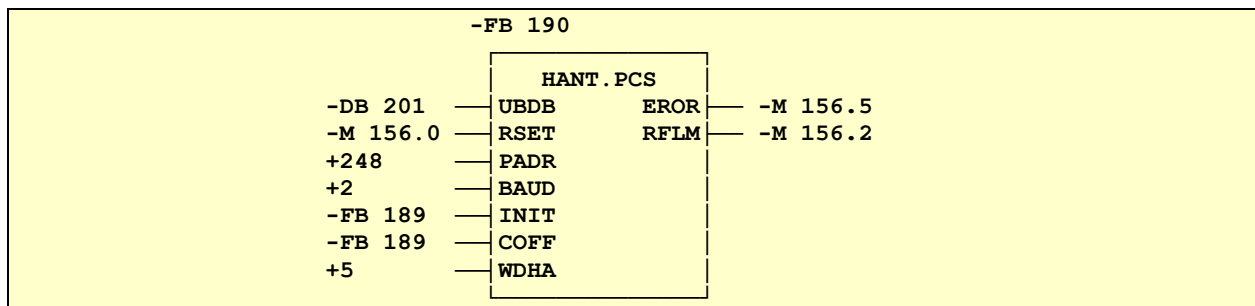 -FB 190
HANT.PCS
-DB 201 UBDB EROR -M 156.5
-M 156.0 RSET RFLM -M 156.2
+248 PADR
+2 BAUD
-FB 189 INIT
-FB 189 COFF
+5 WDHA